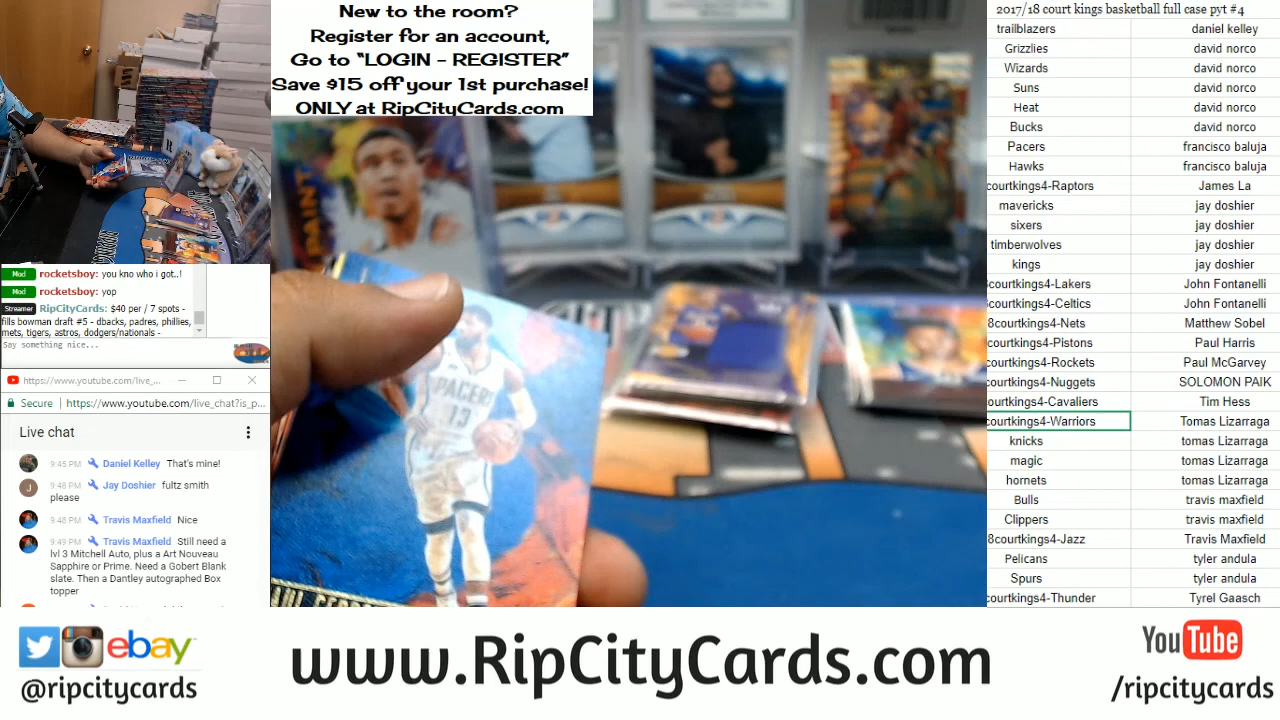 New to the room?
Register for an account,
Go to “LOGIN - REGISTER”
Save $15 off your 1st purchase!
ONLY at RipCityCards.com
2017/18 court kings basketball full case pyt #4
trailblazers daniel kelley
Grizzlies david norco
Wizards david norco
Suns david norco
Heat david norco
Bucks david norco
Pacers francisco baluja
Hawks francisco baluja
courtkings4-Raptors James La
mavericks jay doshier
sixers jay doshier
timberwolves jay doshier
kings jay doshier
8courtkings4-Lakers John Fontanelli
courtkings4-Celtics John Fontanelli
8courtkings4-Nets Matthew Sobel
courtkings4-Pistons Paul Harris
courtkings4-Rockets Paul McGarvey
courtkings4-Nuggets SOLOMON PAIK
courtkings4-Cavaliers Tim Hess
courtkings4-Warriors Tomas Lizarraga
knicks tomas Lizarraga
magic tomas Lizarraga
hornets tomas Lizarraga
Bulls travis maxfield
Clippers travis maxfield
8courtkings4-Jazz Travis Maxfield
Pelicans tyler andula
Spurs tyler andula
courtkings4-Thunder Tyrel Gaasch
Mod rocketsboy: you kno who i got..!
Mod rocketsboy: yop
Streamer RipCityCards: $40 per / 7 spots -
fills bowman draft #5 - dbacks, padres, phillies,
mets, tigers, astros, dodgers/nationals -
Say something nice...
https://www.youtube.com/live_...
Secure https://www.youtube.com/live_chat?is_p...
Live chat
9:45 PM Daniel Kelley That's mine!
J 9:48 PM Jay Doshier fultz smith
please
9:48 PM Travis Maxfield Nice
9:49 PM Travis Maxfield Still need a
lvl 3 Mitchell Auto, plus a Art Nouveau
Sapphire or Prime. Need a Gobert Blank
slate. Then a Dantley autographed Box
topper
PAINT
PACERS
13
ebay
@ripcitycards
www.RipCityCards.com
YouTube
/ripcitycards